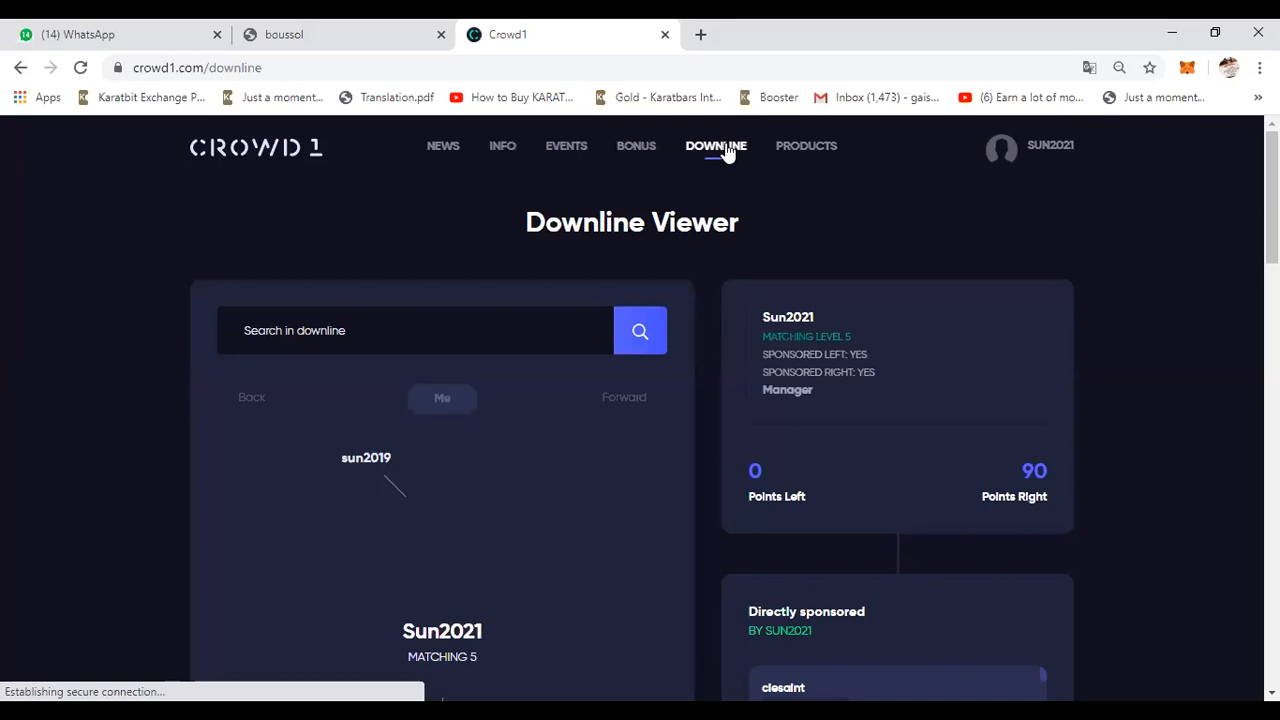 (14) WhatsApp
boussol
Crowd1
crowd1.com/downline
Apps
Karatbit Exchange P...
Just a moment...
Translation.pdf
How to Buy KARAT...
Gold - Karatbars Int...
Booster
Inbox (1,473) - gais...
(6) Earn a lot of mo...
Just a moment...
»
CROWD 1
NEWS
INFO
EVENTS
BONUS
DOWNLINE
PRODUCTS
SUN2021
Downline Viewer
Search in downline
Back
Me
Forward
sun2019
Sun2021
MATCHING 5
Sun2021
MATCHING LEVEL 5
SPONSORED LEFT: YES
SPONSORED RIGHT: YES
Manager
0
90
Points Left
Points Right
Directly sponsored
BY SUN2021
clesaint
Establishing secure connection...